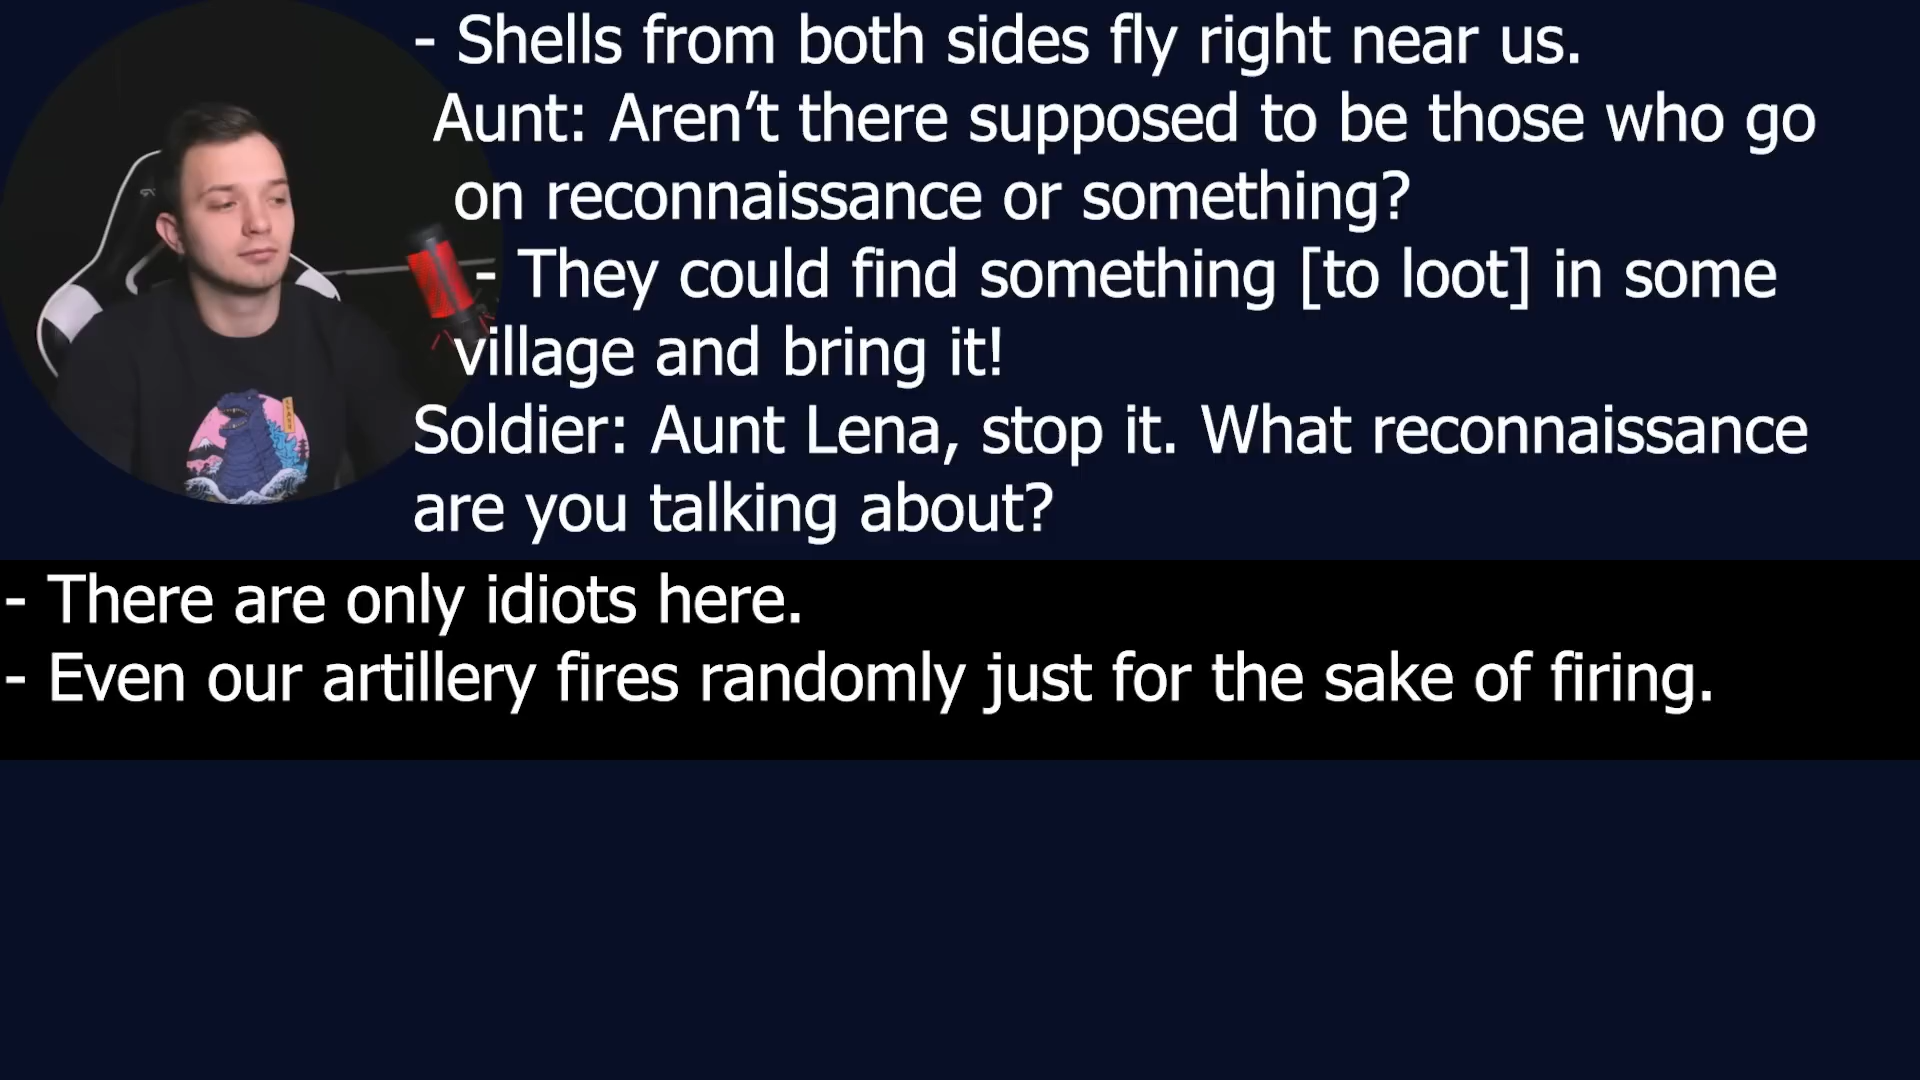 - Shells from both sides fly right near us.
Aunt: Aren’t there supposed to be those who go
on reconnaissance or something?
- They could find something [to loot] in some
village and bring it!
Soldier: Aunt Lena, stop it. What reconnaissance
are you talking about?
- There are only idiots here.
- Even our artillery fires randomly just for the sake of firing.